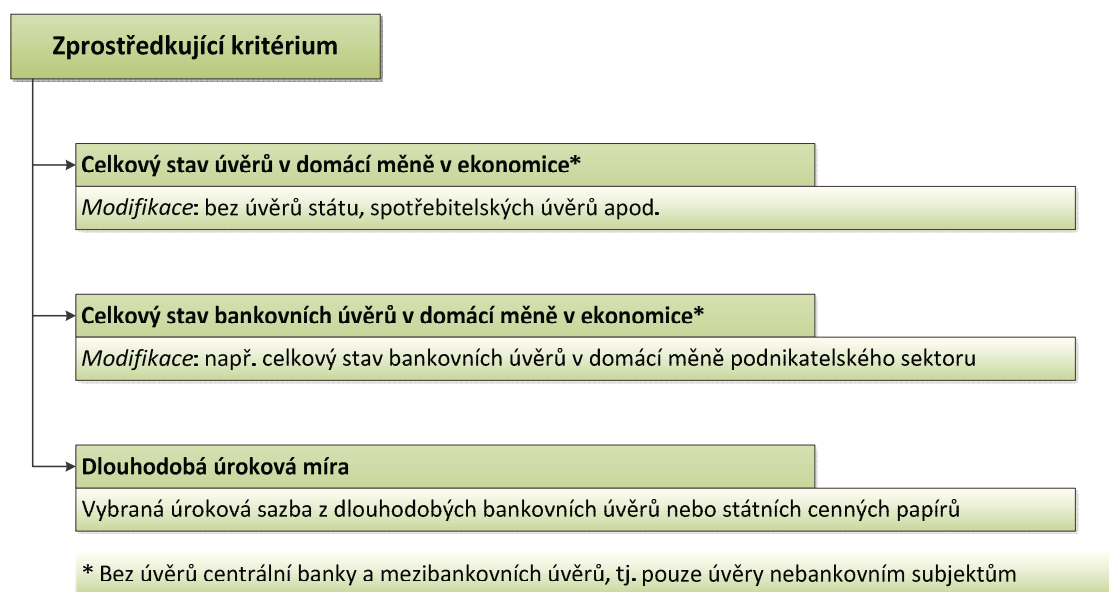 Zprostředkující kritérium
Celkový stav úvěrů v domácí měně v ekonomice*
Modifikace: bez úvěrů státu, spotřebitelských úvěrů apod.
Celkový stav bankovních úvěrů v domácí měně v ekonomice*
Modifikace: např. celkový stav bankovních úvěrů v domácí měně podnikatelského sektoru
Dlouhodobá úroková míra
Vybraná úroková sazba z dlouhodobých bankovních úvěrů nebo státních cenných papírů
* Bez úvěrů centrální banky a mezibankovních úvěrů, tj. pouze úvěry nebankovním subjektům